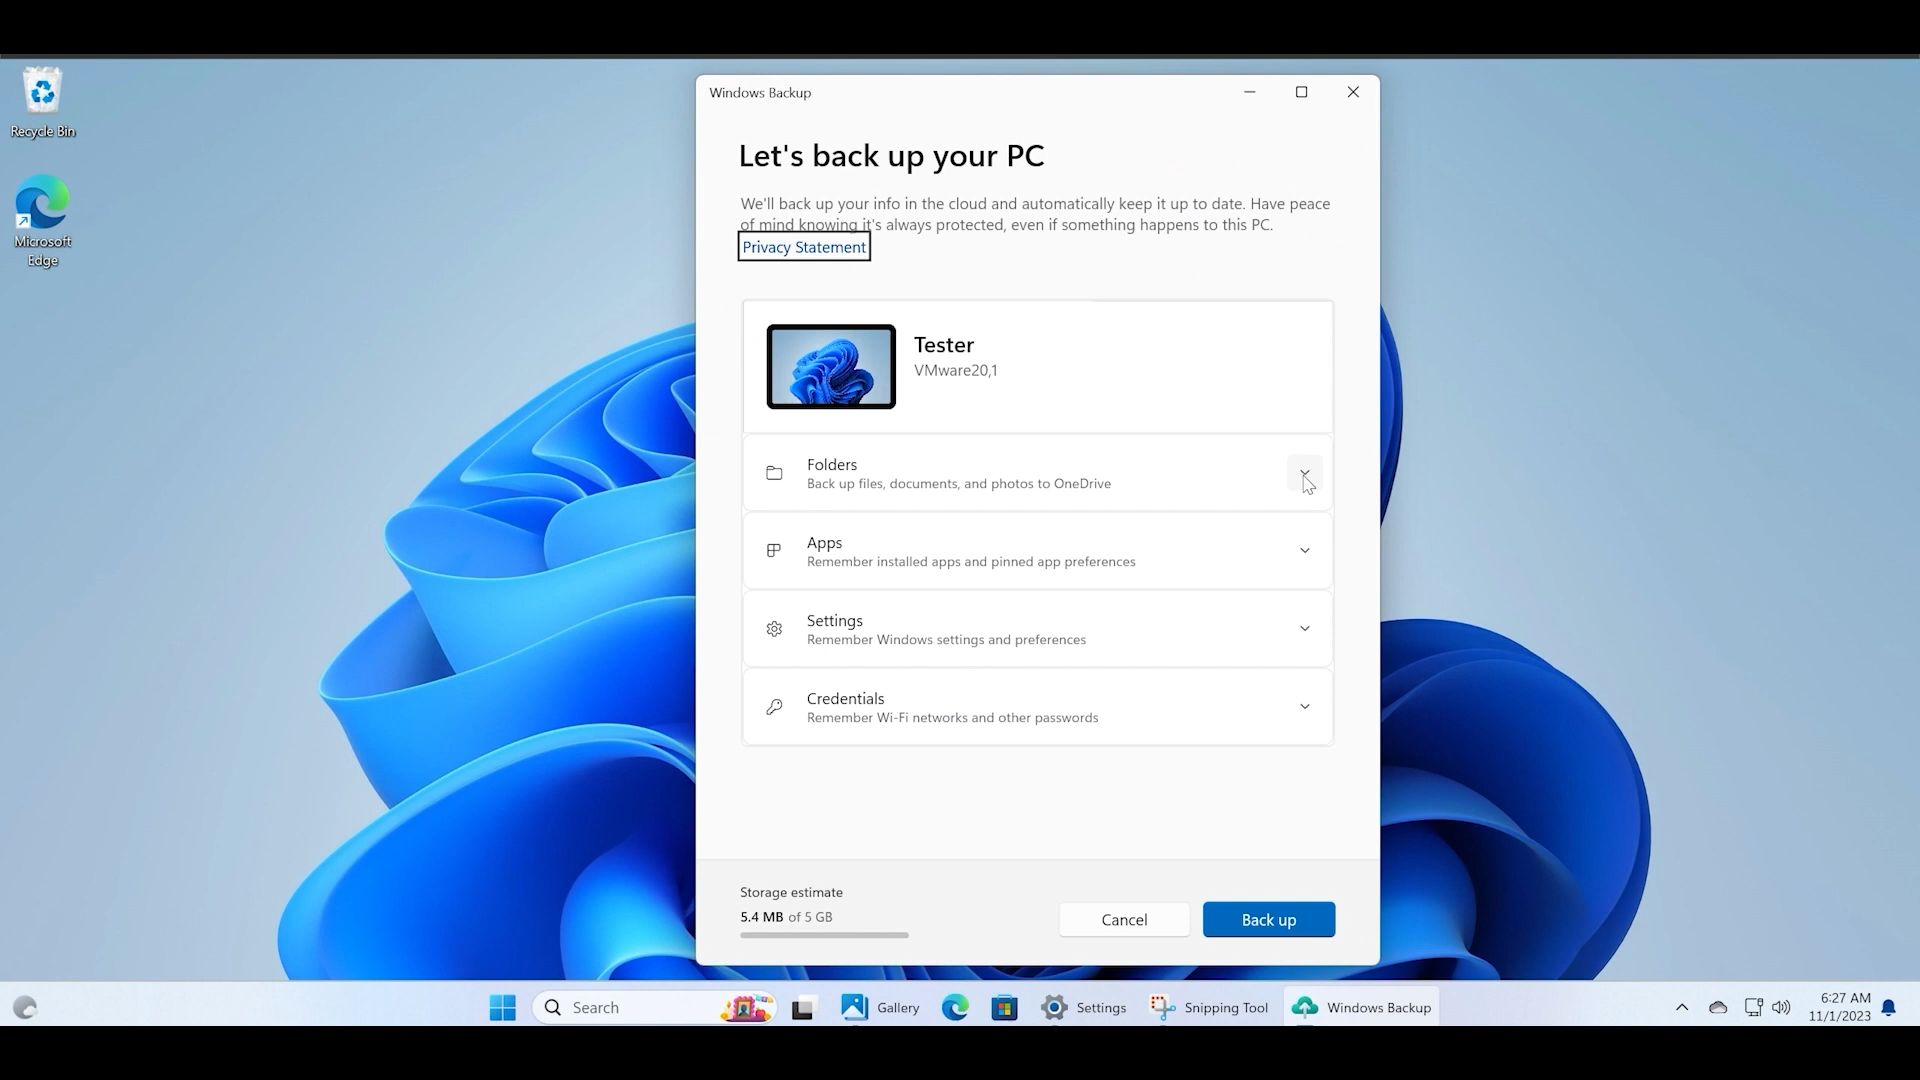 Recycle Bin
Microsoft
Edge
Windows Backup
Let's back up your PC
We'll back up your info in the cloud and automatically keep it up to date. Have peace
of mind knowing it's always protected, even if something happens to this PC.
Privacy Statement
Tester
VMware20,1
Folders
Back up files, documents, and photos to OneDrive
Apps
Remember installed apps and pinned app preferences
Settings
Remember Windows settings and preferences
Credentials
Remember Wi-Fi networks and other passwords
Storage estimate
5.4 MB of 5 GB
Cancel
Back up
Search
Gallery
Settings
Snipping Tool
Windows Backup
6:27 AM
11/1/2023